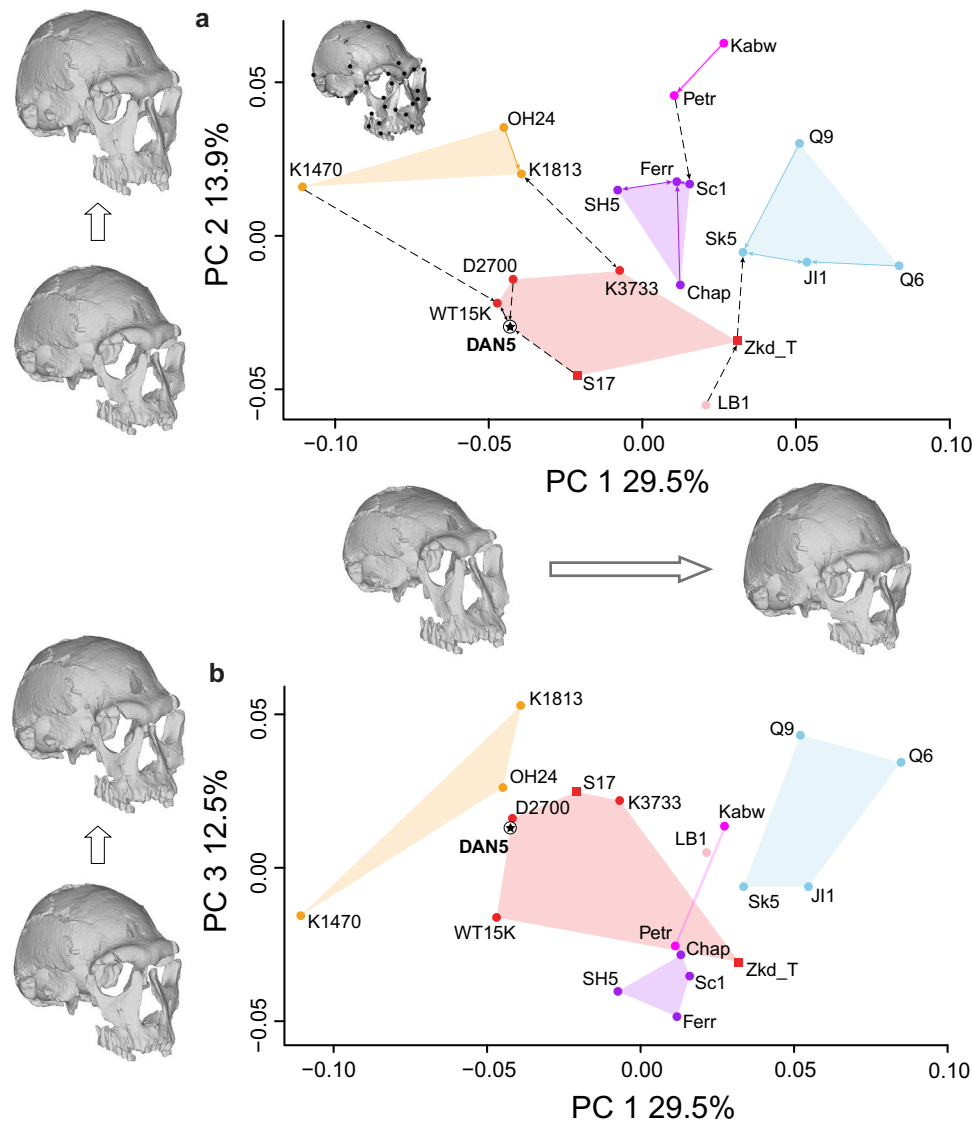 a
PC 2 13.9%
0.05
0.00
−0.05
Kabw
Petr
OH24
Q9
K1470
K1813
Ferr
Sc1
SH5
Sk5
D2700
K3733
Chap
JI1
Q6
WT15K
DAN5
Zkd_T
S17
LB1
−0.10
−0.05
0.00
0.05
0.10
PC 1 29.5%
b
PC 3 12.5%
0.05
0.00
−0.05
K1813
Q9
Q6
OH24
S17
D2700
K3733
Kabw
DAN5
LB1
K1470
WT15K
Sk5
JI1
Petr
Chap
Zkd_T
SH5
Sc1
Ferr
−0.10
−0.05
0.00
0.05
0.10
PC 1 29.5%